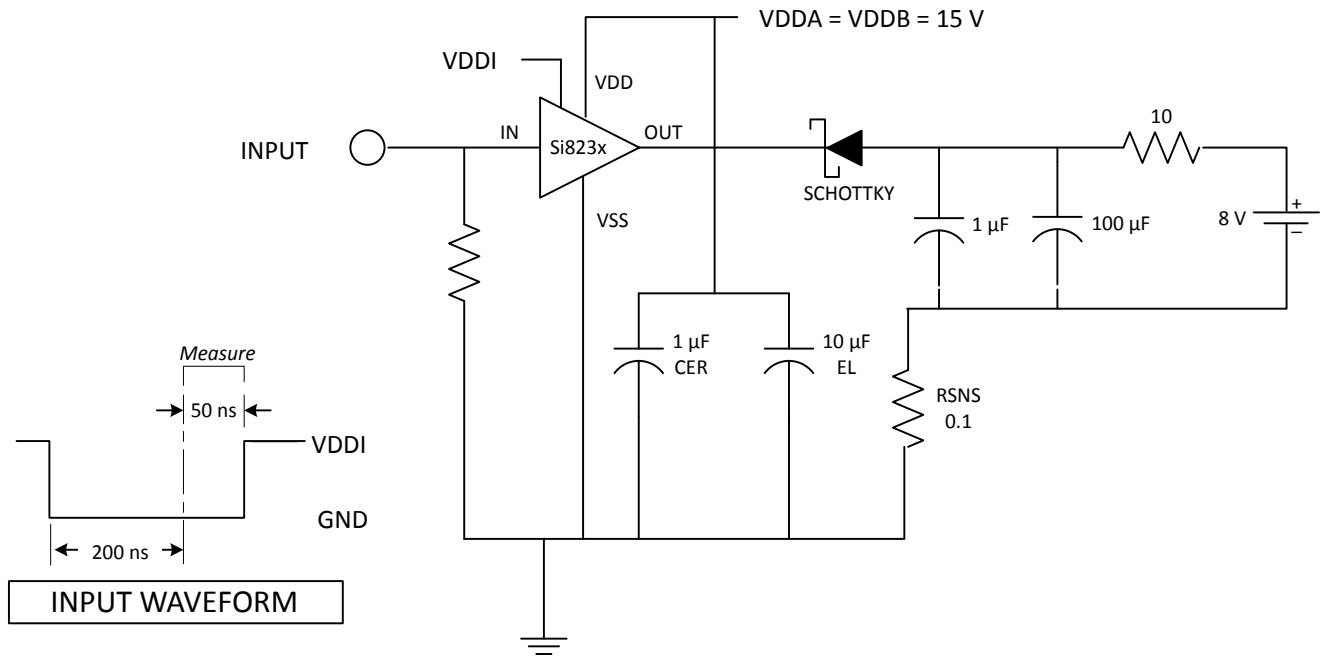 VDDA = VDDB = 15 V
VDDI
VDD
10
INPUT
IN
Si823x
OUT
SCHOTTKY
VSS
1 µF
100 µF
8 V
+
–
1 µF
CER
10 µF
EL
RSNS
0.1
Measure
50 ns
VDDI
GND
200 ns
INPUT WAVEFORM